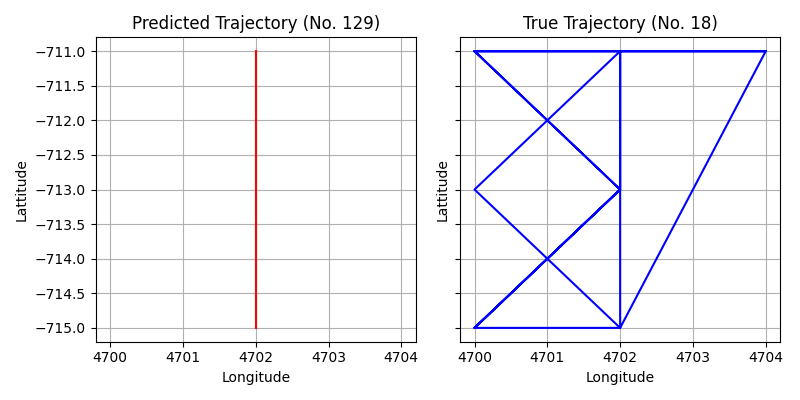 Predicted Trajectory (No. 129)
True Trajectory (No. 18)
Lattitude
−711.0
−711.5
−712.0
−712.5
−713.0
−713.5
−714.0
−714.5
−715.0
4700 4701 4702 4703 4704
Longitude
Lattitude
4700 4701 4702 4703 4704
Longitude